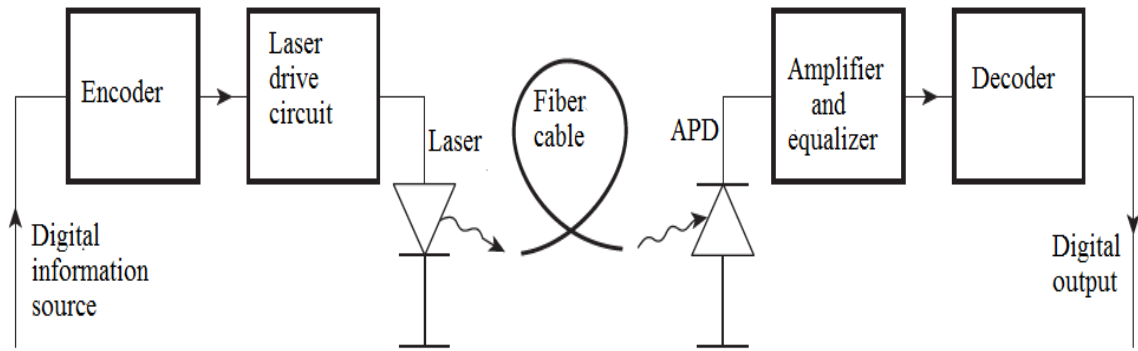 Encoder
Laser
drive
circuit
Laser
Fiber
cable
APD
Amplifier
and
equalizer
Decoder
Digital
information
source
Digital
output